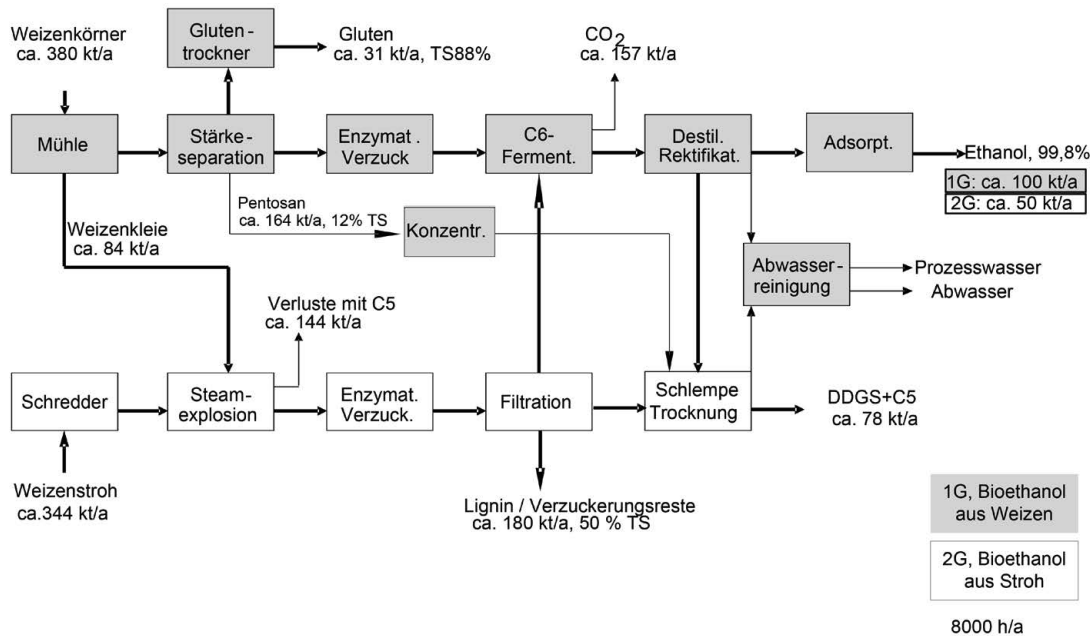 Weizenkörner
ca. 380 kt/a
Gluten-
trockner
Gluten
ca. 31 kt/a, TS88%
CO2
ca. 157 kt/a
Mühle
Stärke-
separation
Enzymat.
Verzuck
C6-
Ferment.
Destil.
Rektifikat.
Adsorpt.
Ethanol, 99,8%
1G: ca. 100 kt/a
2G: ca. 50 kt/a
Pentosan
ca. 164 kt/a, 12% TS
Konzentr.
Weizenkleie
ca. 84 kt/a
Abwasser-
reinigung
Prozesswasser
Abwasser
Verluste mit C5
ca. 144 kt/a
Schredder
Steam-
explosion
Enzymat.
Verzuck.
Filtration
Schlempe
Trocknung
DDGS+C5
ca. 78 kt/a
Weizenstroh
ca.344 kt/a
Lignin / Verzuckerungsreste
ca. 180 kt/a, 50 % TS
1G, Bioethanol
aus Weizen
2G, Bioethanol
aus Stroh
8000 h/a